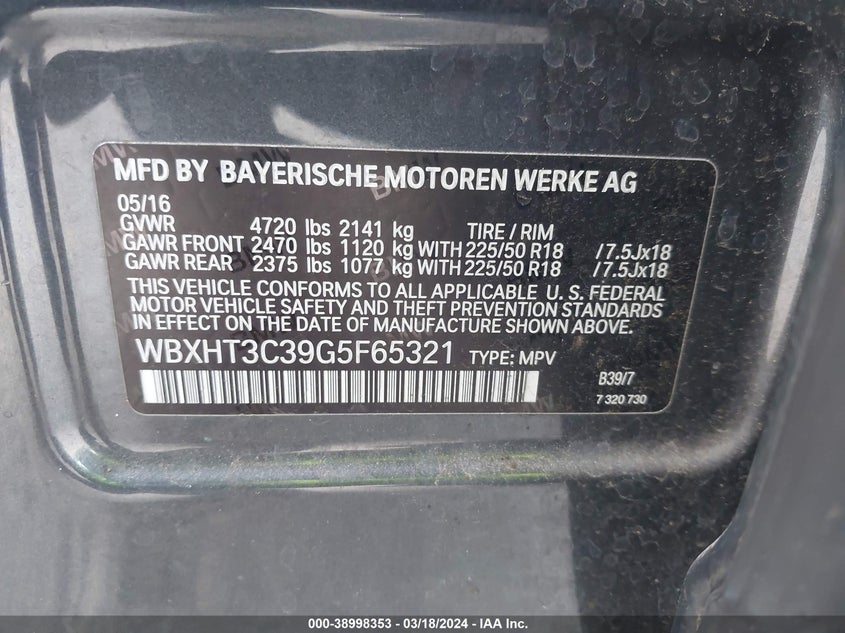 MFD BY BAYERISCHE MOTOREN WERKE AG
05/16
GVWR 4720 lbs 2141 kg TIRE / RIM
GAWR FRONT 2470 lbs 1120 kg WITH 225/50 R18 /7.5Jx18
GAWR REAR 2375 lbs 1077 kg WITH 225/50 R18 /7.5Jx18
THIS VEHICLE CONFORMS TO ALL APPLICABLE U. S. FEDERAL
MOTOR VEHICLE SAFETY AND THEFT PREVENTION STANDARDS
IN EFFECT ON THE DATE OF MANUFACTURE SHOWN ABOVE.
WBXHT3C39G5F65321 TYPE: MPV
B39/7
7 320 730
000-38998353 - 03/18/2024 - IAA Inc.